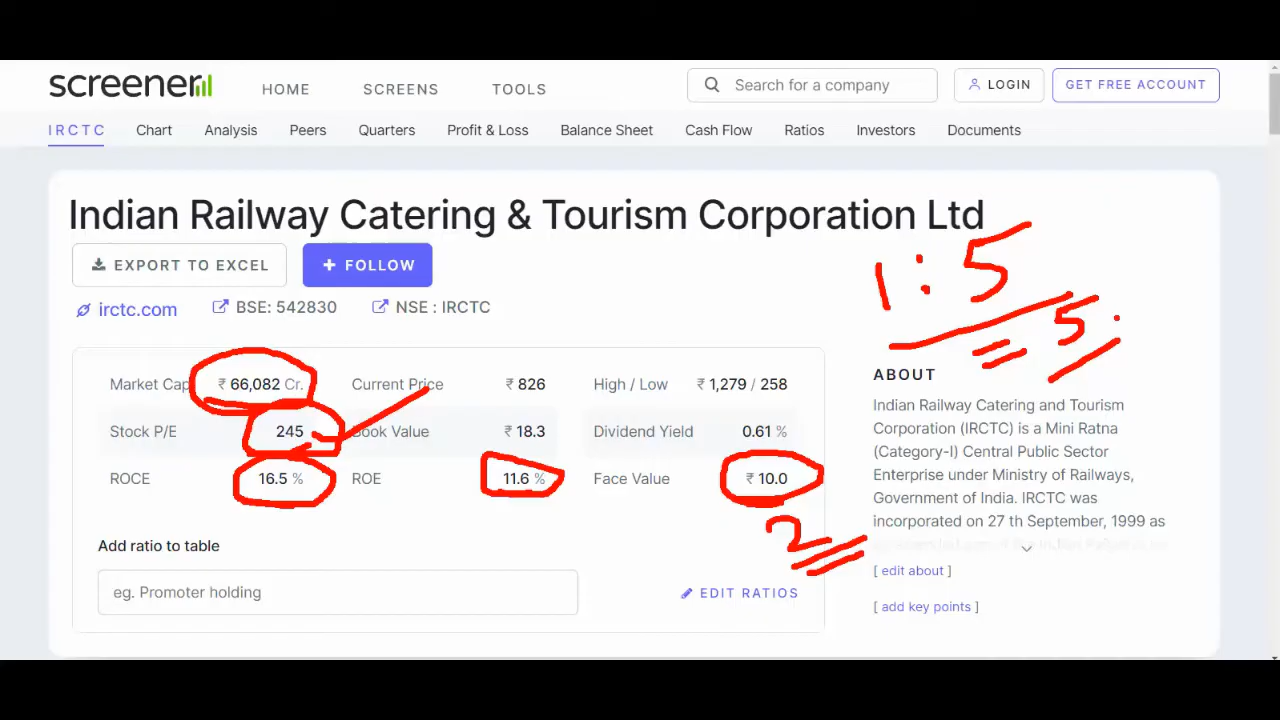 screener
HOME SCREENS TOOLS
Search for a company
LOGIN
GET FREE ACCOUNT
IRCTC Chart Analysis Peers Quarters Profit & Loss Balance Sheet Cash Flow Ratios Investors Documents
Indian Railway Catering & Tourism Corporation Ltd
1:5
= 5
EXPORT TO EXCEL
+ FOLLOW
irctc.com BSE: 542830 NSE : IRCTC
Market Cap ₹ 66,082 Cr. Current Price ₹ 826 High / Low ₹ 1,279 / 258
Stock P/E 245 Book Value ₹ 18.3 Dividend Yield 0.61 %
ROCE 16.5 % ROE 11.6 % Face Value ₹ 10.0
2
Add ratio to table
eg. Promoter holding
EDIT RATIOS
ABOUT
Indian Railway Catering and Tourism
Corporation (IRCTC) is a Mini Ratna
(Category-I) Central Public Sector
Enterprise under Ministry of Railways,
Government of India. IRCTC was
incorporated on 27 th September, 1999 as
[ edit about ]
[ add key points ]